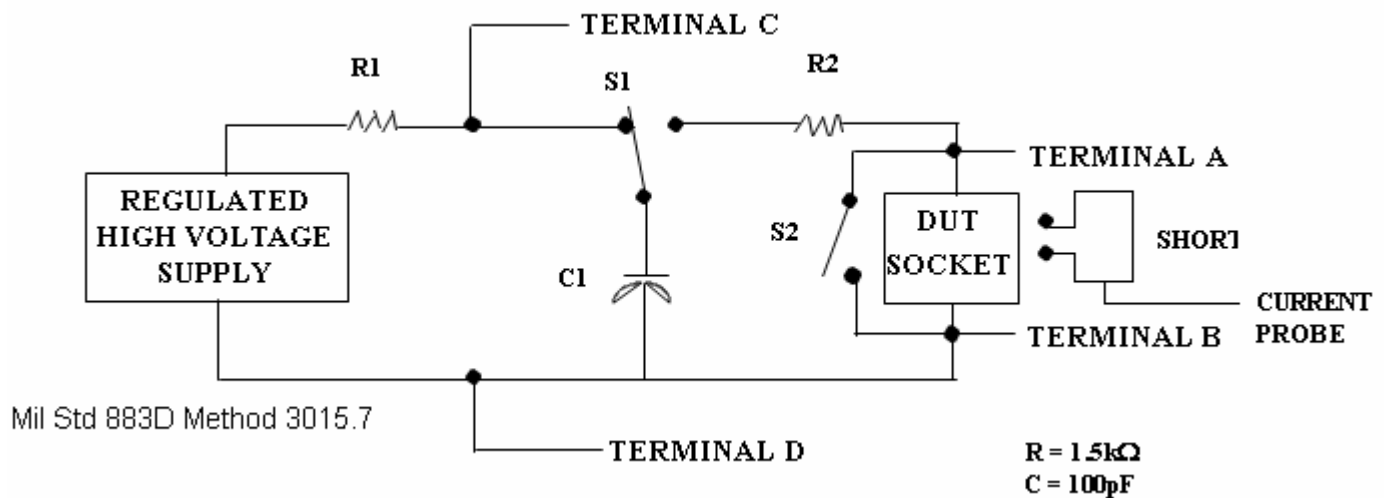 TERMINAL C
R1
S1
R2
TERMINAL A
REGULATED
HIGH VOLTAGE
SUPPLY
S2
DUT
SOCKET
SHORT
C1
CURRENT
PROBE
TERMINAL B
Mil Std 883D Method 3015.7
TERMINAL D
R = 1.5kΩ
C = 100pF